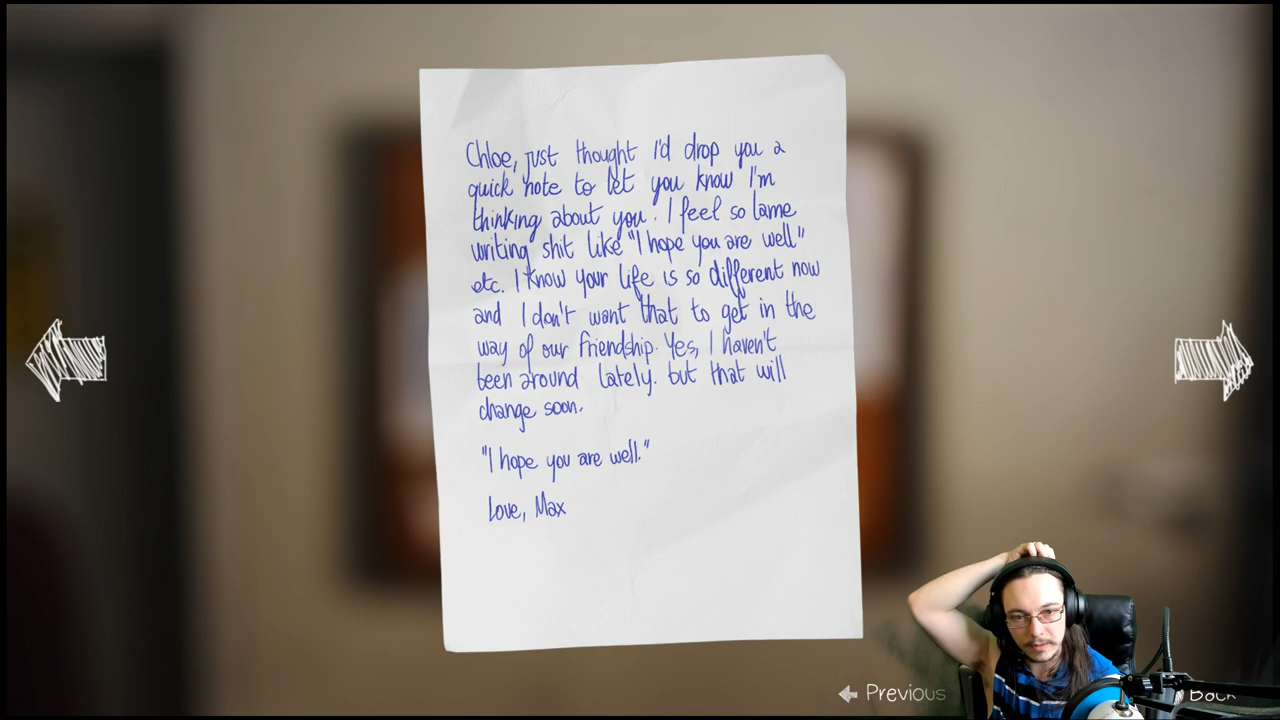 Chloe, just thought I'd drop you a
quick note to let you know I'm
thinking about you. I feel so lame
writing shit like "I hope you are well"
etc. I know your life is so different now
and I don't want that to get in the
way of our friendship. Yes, I haven't
been around lately. but that will
change soon.
"I hope you are well."
Love, Max
Previous
Back